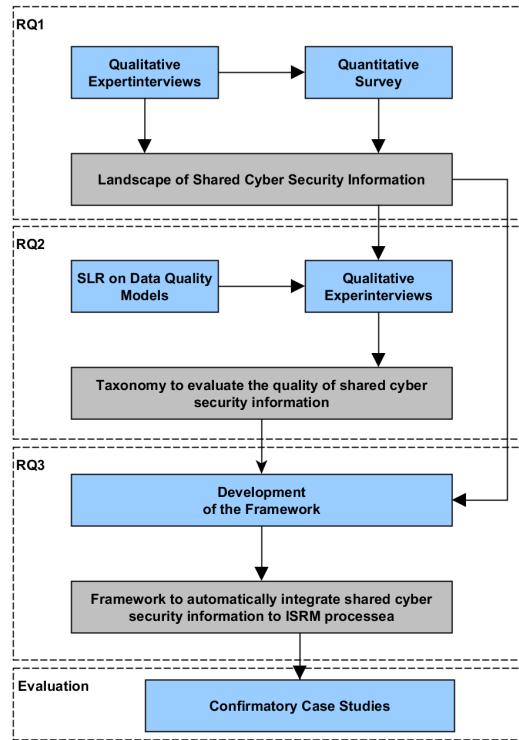 RQ1
Qualitative
Expertinterviews
Quantitative
Survey
Landscape of Shared Cyber Security Information
RQ2
SLR on Data Quality
Models
Qualitative
Experinterviews
Taxonomy to evaluate the quality of shared cyber
security information
RQ3
Development
of the Framework
Framework to automatically integrate shared cyber
security information to ISRM processea
Evaluation
Confirmatory Case Studies